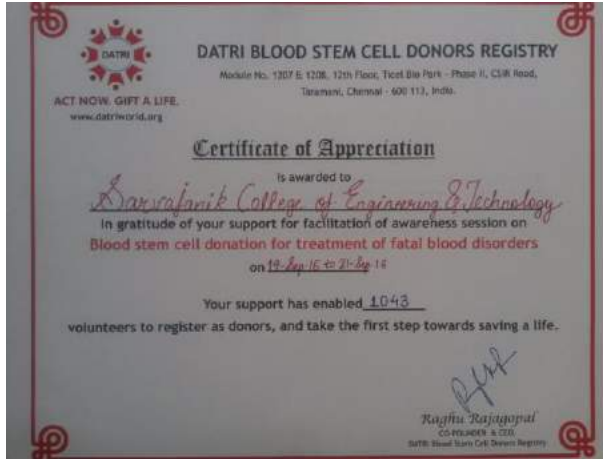 DATRI
ACT NOW. GIFT A LIFE.
www.datriworld.org
DATRI BLOOD STEM CELL DONORS REGISTRY
Module No. 1207 & 1208, 12th Floor, Ticel Bio Park - Phase II, CSIR Road,
Taramani, Chennai - 600 113, India.
Certificate of Appreciation
is awarded to
Sarvajanik College of Enginnering & Technology
in gratitude of your support for facilitation of awareness session on
Blood stem cell donation for treatment of fatal blood disorders
on 19-Sep-16 to 21-Sep-16
Your support has enabled 1043
volunteers to register as donors, and take the first step towards saving a life.
Raghu Rajagopal
CO-FOUNDER & CEO,
DATRI Blood Stem Cell Donors Registry